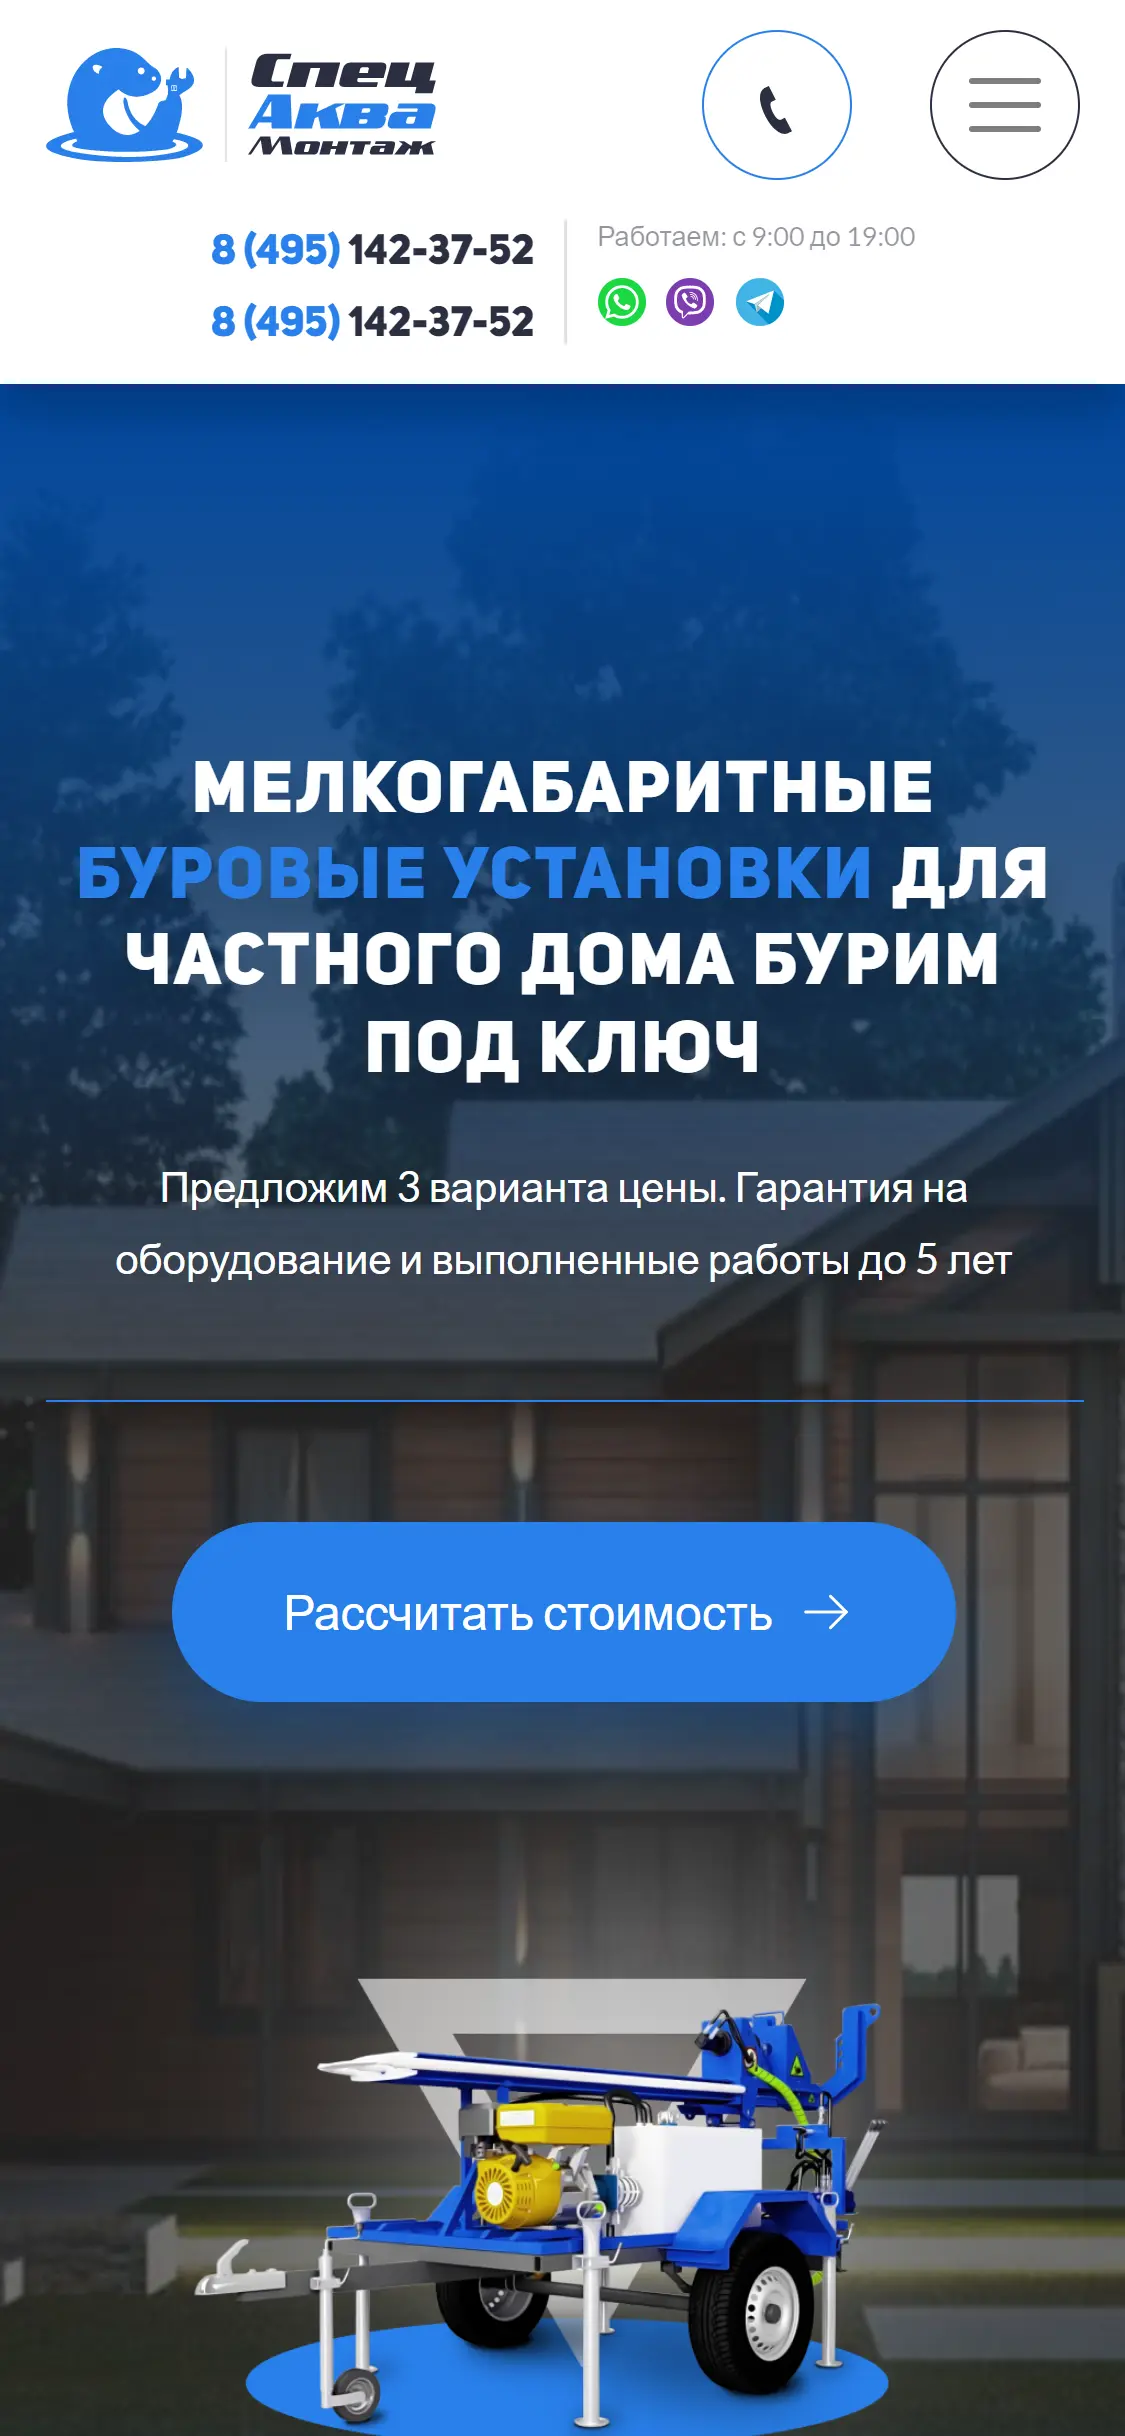 Спец
Аква
Монтаж
8 (495) 142-37-52
8 (495) 142-37-52
Работаем: с 9:00 до 19:00
МЕЛКОГАБАРИТНЫЕ
БУРОВЫЕ УСТАНОВКИ ДЛЯ
ЧАСТНОГО ДОМА БУРИМ
ПОД КЛЮЧ
Предложим 3 варианта цены. Гарантия на
оборудование и выполненные работы до 5 лет
Рассчитать стоимость